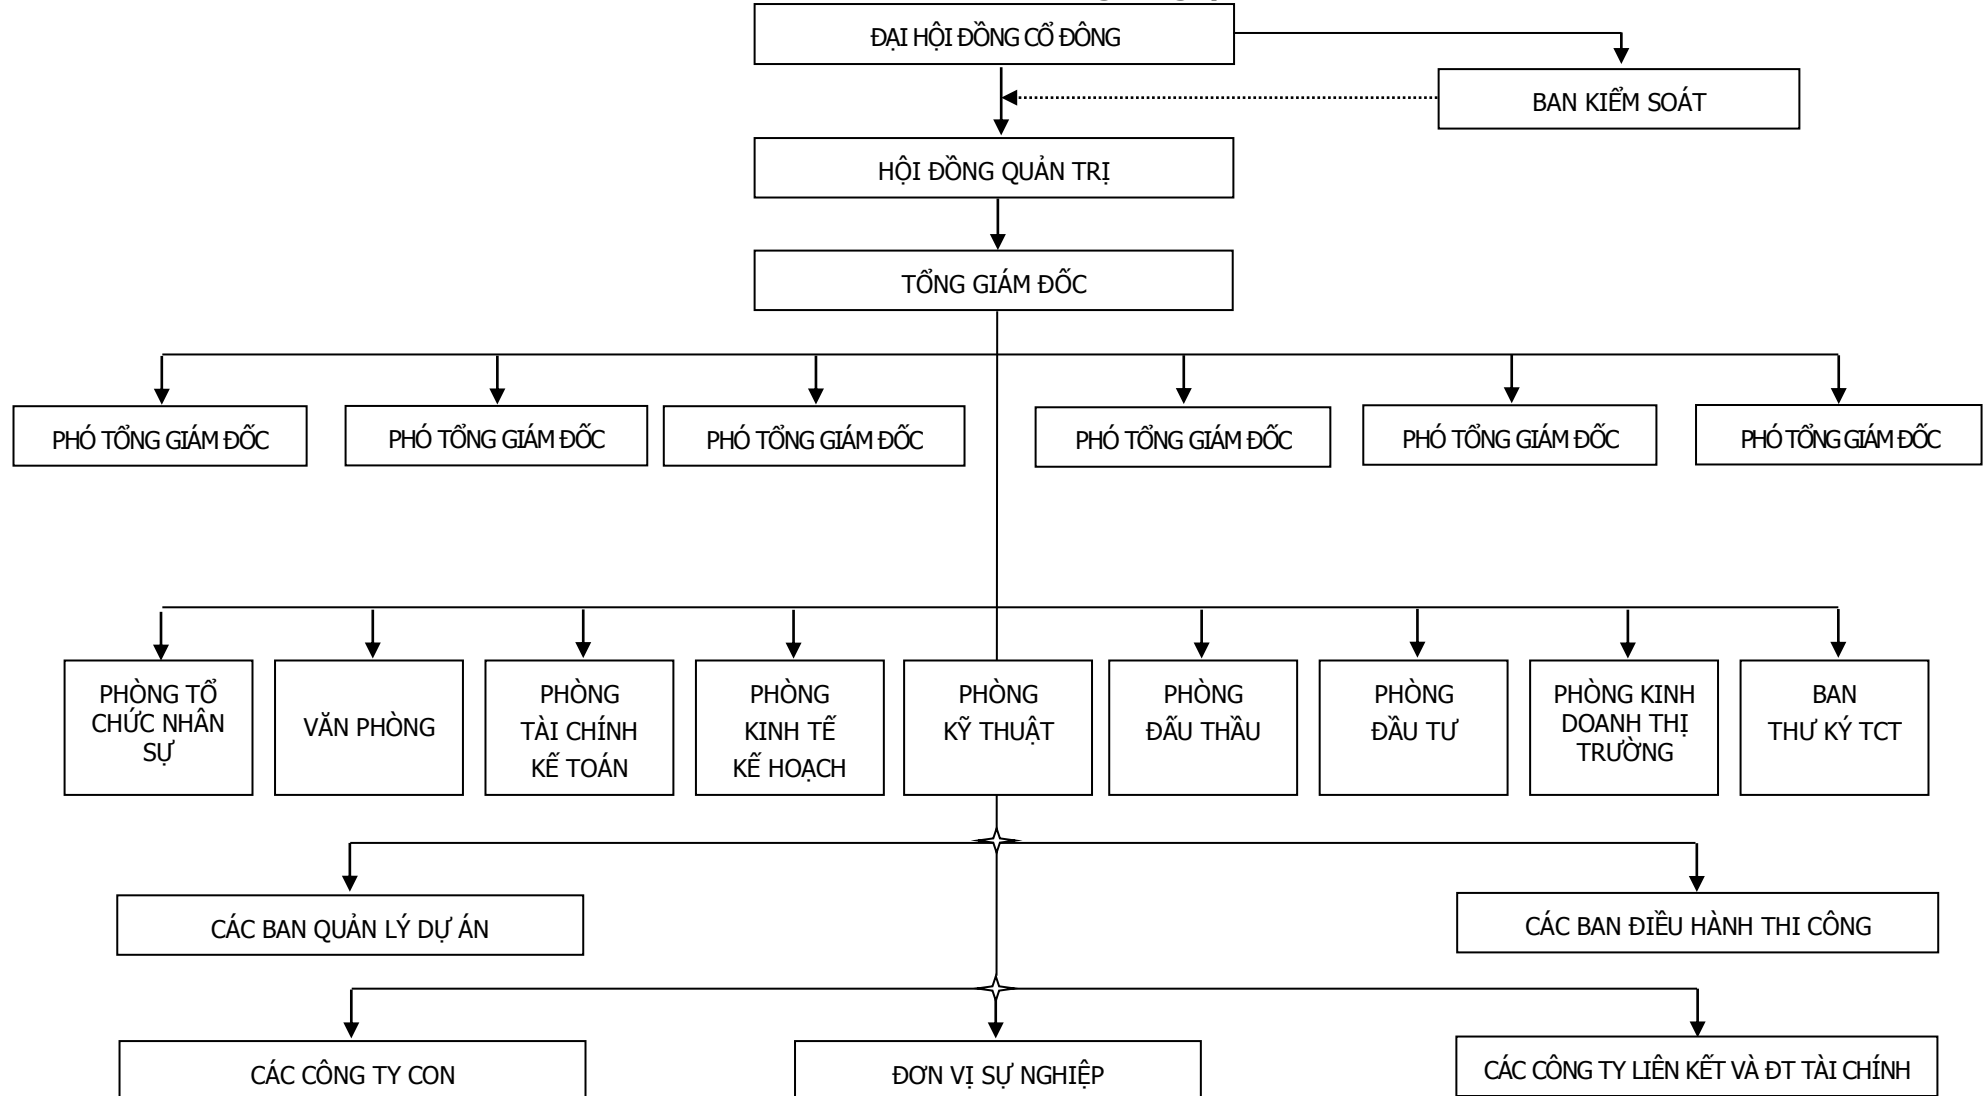 ĐẠI HỘI ĐỒNG CỔ ĐÔNG
BAN KIỂM SOÁT
HỘI ĐỒNG QUẢN TRỊ
TỔNG GIÁM ĐỐC
PHÓ TỔNG GIÁM ĐỐC
PHÓ TỔNG GIÁM ĐỐC
PHÓ TỔNG GIÁM ĐỐC
PHÓ TỔNG GIÁM ĐỐC
PHÓ TỔNG GIÁM ĐỐC
PHÓ TỔNG GIÁM ĐỐC
PHÒNG TỔ
CHỨC NHÂN
SỰ
VĂN PHÒNG
PHÒNG
TÀI CHÍNH
KẾ TOÁN
PHÒNG
KINH TẾ
KẾ HOẠCH
PHÒNG
KỸ THUẬT
PHÒNG
ĐẤU THẦU
PHÒNG
ĐẦU TƯ
PHÒNG KINH
DOANH THỊ
TRƯỜNG
BAN
THƯ KÝ TCT
CÁC BAN QUẢN LÝ DỰ ÁN
CÁC BAN ĐIỀU HÀNH THI CÔNG
CÁC CÔNG TY CON
ĐƠN VỊ SỰ NGHIỆP
CÁC CÔNG TY LIÊN KẾT VÀ ĐT TÀI CHÍNH